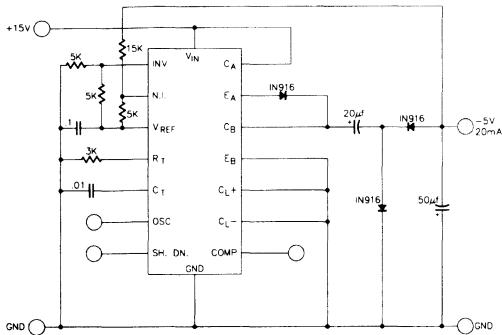 +15V
15K
5K
5K
5K
.1
3K
.01
V_IN
INV
N.I.
V_REF
R_T
C_T
OSC
SH. DN.
GND
C_A
E_A
C_B
E_B
C_L+
C_L-
COMP
IN916
20µf
+
IN916
IN916
-5V
20mA
50µf
+
GND
GND